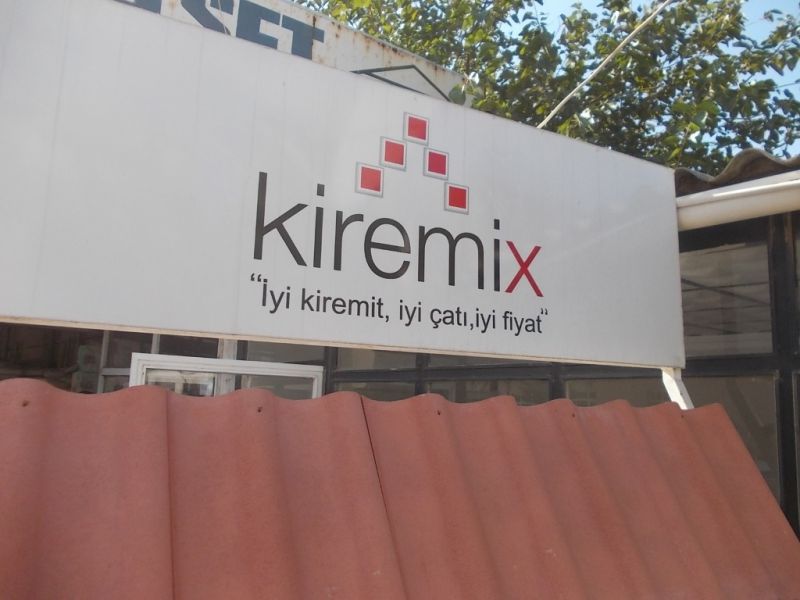 kiremix
“İyi kiremit, iyi çatı,iyi fiyat”